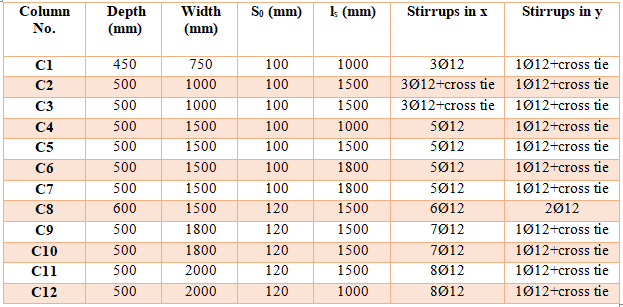 Column No. Depth (mm) Width (mm) S₀ (mm) lₛ (mm) Stirrups in x Stirrups in y
C1 450 750 100 1000 3Ø12 1Ø12+cross tie
C2 500 1000 100 1500 3Ø12+cross tie 1Ø12+cross tie
C3 500 1000 100 1500 3Ø12+cross tie 1Ø12+cross tie
C4 500 1500 100 1000 5Ø12 1Ø12+cross tie
C5 500 1500 100 1500 5Ø12 1Ø12+cross tie
C6 500 1500 100 1800 5Ø12 1Ø12+cross tie
C7 500 1500 100 1800 5Ø12 1Ø12+cross tie
C8 600 1500 120 1500 6Ø12 2Ø12
C9 500 1800 120 1500 7Ø12 1Ø12+cross tie
C10 500 1800 120 1500 7Ø12 1Ø12+cross tie
C11 500 2000 120 1500 8Ø12 1Ø12+cross tie
C12 500 2000 120 1000 8Ø12 1Ø12+cross tie